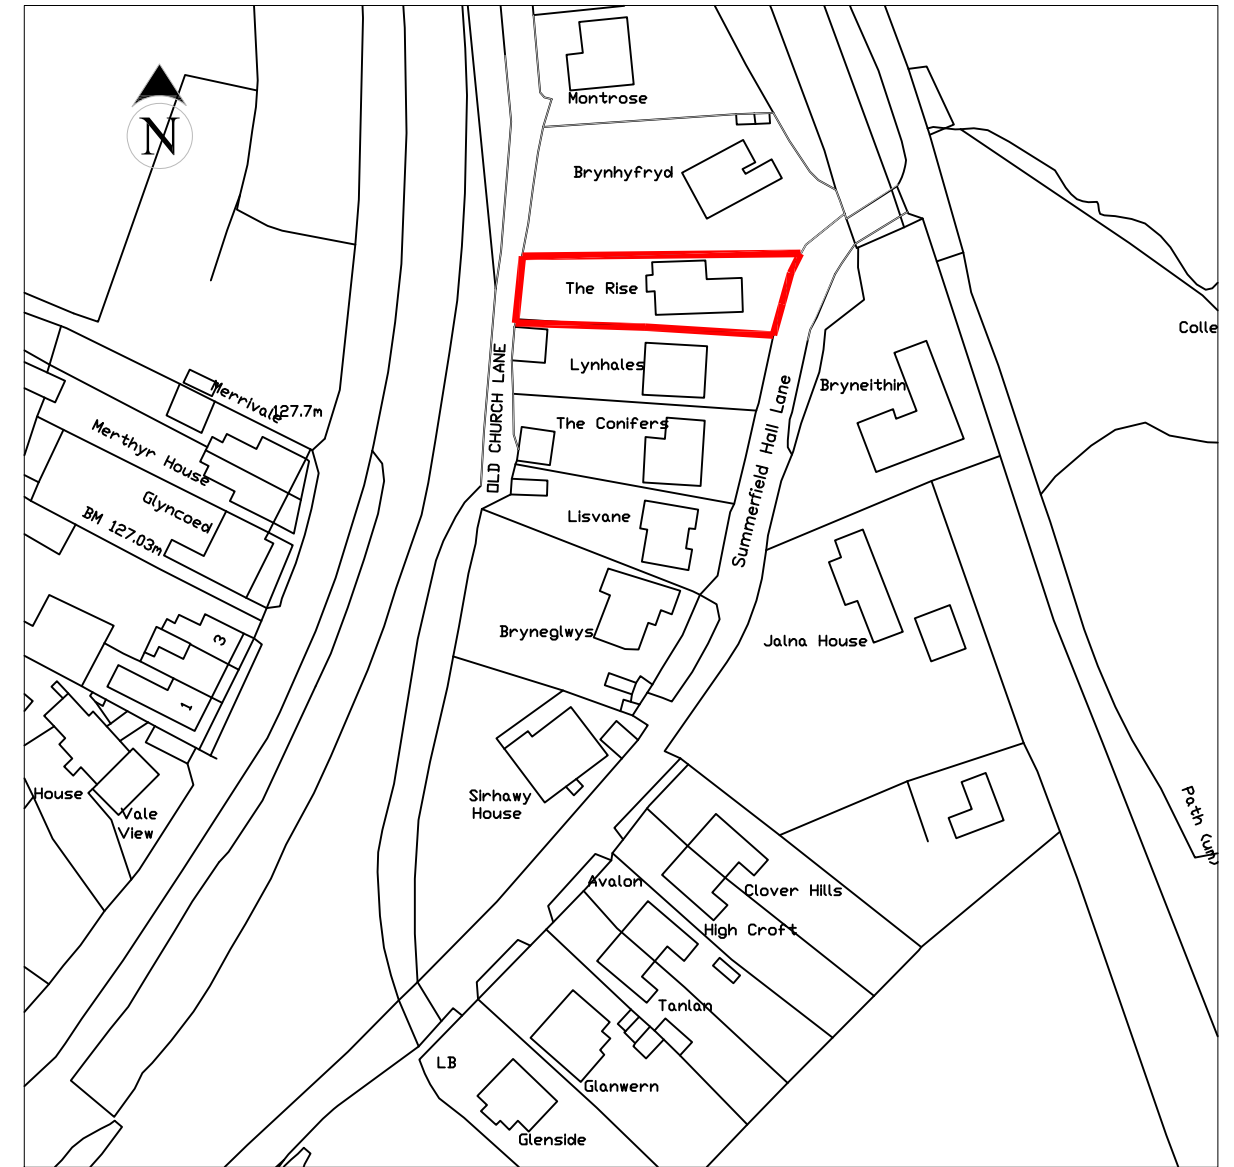 Montrose
N
Brynhyfryd
The Rise
Colle
Lynhales
OLD CHURCH LANE
Merrivale
127.7m
Bryneithin
Summerfield Hall Lane
The Conifers
Merthyr House
Glyncoed
BM 127.03m
Lisvane
Bryneglwys
Jalna House
3
1
House
Vale
View
Sirhawy
House
Path (um)
Avalon
Clover Hills
High Croft
Tanlan
LB
Glanwern
Glenside